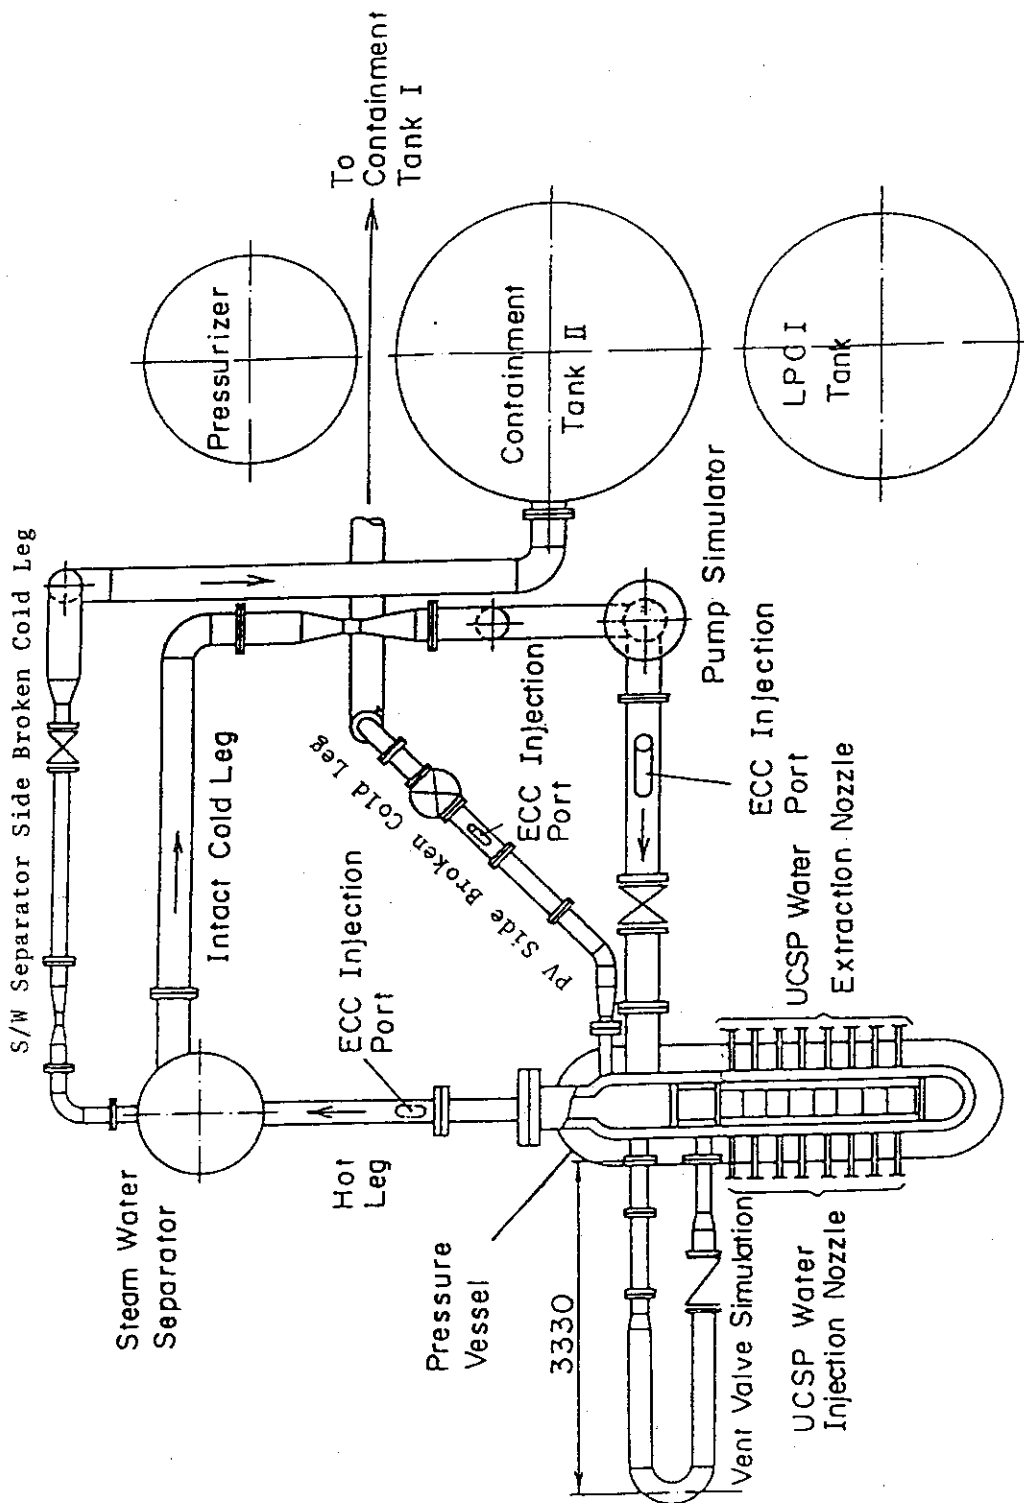 S/W Separator Side Broken Cold Leg
To
Containment
Tank I
Pressurizer
Containment
Tank II
LPCI
Tank
Steam Water
Separator
Intact Cold Leg
Hot
Leg
ECC Injection
Port
PV Side Broken Cold Leg
ECC Injection
Port
Pump Simulator
ECC Injection
Port
Pressure
Vessel
3330
Vent Valve Simulation
UCSP Water
Injection Nozzle
UCSP Water
Extraction Nozzle